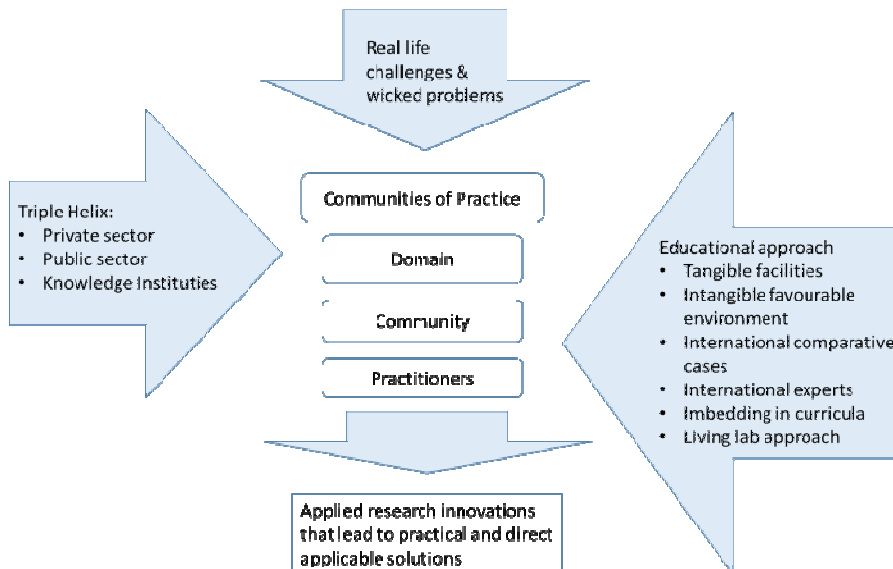 Real life
challenges &
wicked problems
Triple Helix:
• Private sector
• Public sector
• Knowledge Instituties
Communities of Practice
Domain
Community
Practitioners
Educational approach
• Tangible facilities
• Intangible favourable
environment
• International comparative
cases
• International experts
• Imbedding in curricula
• Living lab approach
Applied research innovations
that lead to practical and direct
applicable solutions